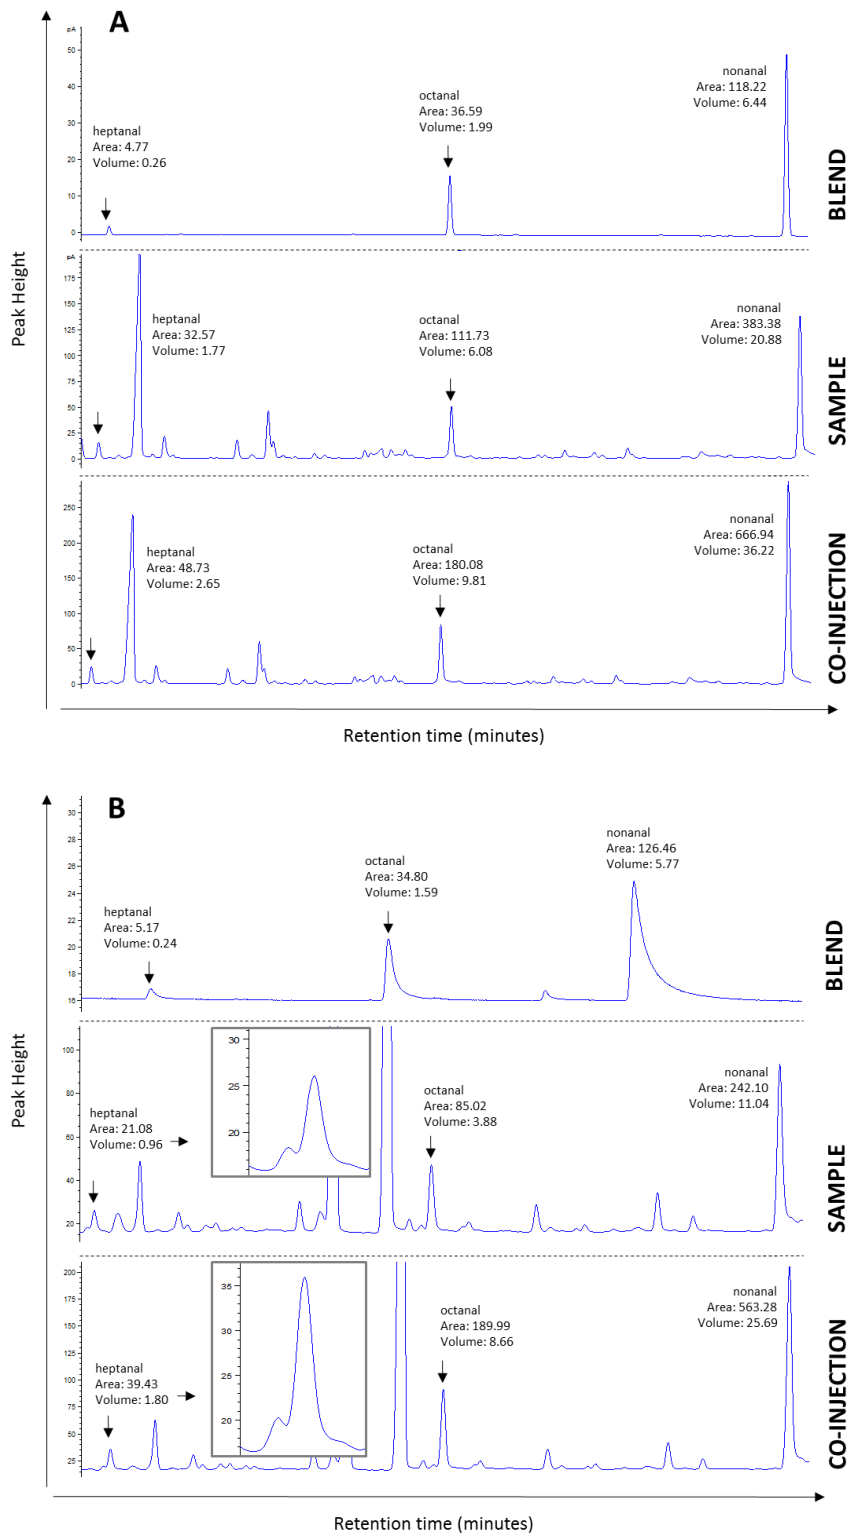 A
pA
50
40
30
20
10
0
heptanal
Area: 4.77
Volume: 0.26
octanal
Area: 36.59
Volume: 1.99
nonanal
Area: 118.22
Volume: 6.44
BLEND
pA
175
150
125
100
75
50
25
0
heptanal
Area: 32.57
Volume: 1.77
octanal
Area: 111.73
Volume: 6.08
nonanal
Area: 383.38
Volume: 20.88
SAMPLE
Peak Height
250
200
150
100
50
0
heptanal
Area: 48.73
Volume: 2.65
octanal
Area: 180.08
Volume: 9.81
nonanal
Area: 666.94
Volume: 36.22
CO-INJECTION
Retention time (minutes)
B
30
28
26
24
22
20
18
16
heptanal
Area: 5.17
Volume: 0.24
octanal
Area: 34.80
Volume: 1.59
nonanal
Area: 126.46
Volume: 5.77
BLEND
100
80
60
40
20
heptanal
Area: 21.08
Volume: 0.96
30
25
20
octanal
Area: 85.02
Volume: 3.88
nonanal
Area: 242.10
Volume: 11.04
SAMPLE
Peak Height
200
175
150
125
100
75
50
25
heptanal
Area: 39.43
Volume: 1.80
35
30
25
20
octanal
Area: 189.99
Volume: 8.66
nonanal
Area: 563.28
Volume: 25.69
CO-INJECTION
Retention time (minutes)